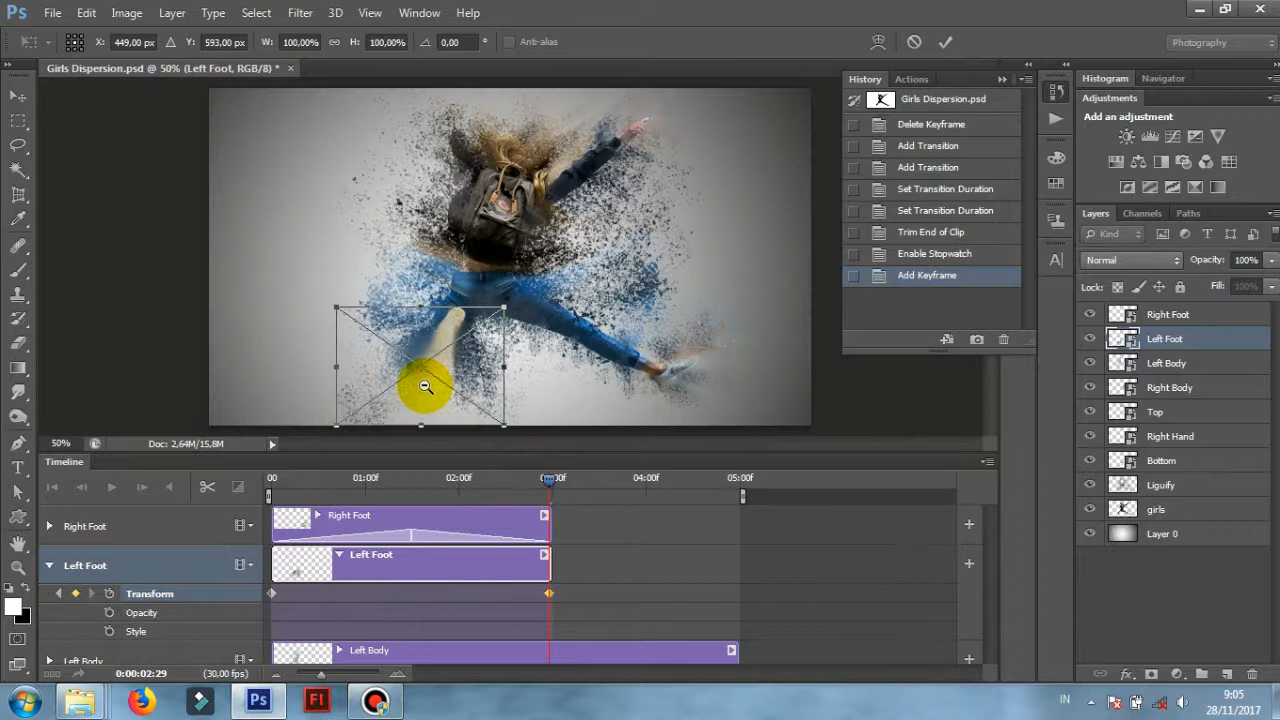 Ps File Edit Image Layer Type Select Filter 3D View Window Help
X: 449,00 px Y: 593,00 px W: 100,00% H: 100,00% 0,00 ° Anti-alias Photography
Girls Dispersion.psd @ 50% (Left Foot, RGB/8) * ×
History Actions
Girls Dispersion.psd
Delete Keyframe
Add Transition
Add Transition
Set Transition Duration
Set Transition Duration
Trim End of Clip
Enable Stopwatch
Add Keyframe
Histogram Navigator
Adjustments
Add an adjustment
Layers Channels Paths
Kind
Normal Opacity: 100%
Lock: Fill: 100%
Right Foot
Left Foot
Left Body
Right Body
Top
Right Hand
Bottom
Liguify
girls
Layer 0
50% Doc: 2,64M/15,8M
Timeline
00 01:00f 02:00f 03:00f 04:00f 05:00f
Right Foot Right Foot
Left Foot Left Foot
Transform
Opacity
Style
Left Body Left Body
0:00:02:29 (30,00 fps)
Ps Fl IN 9:05
28/11/2017